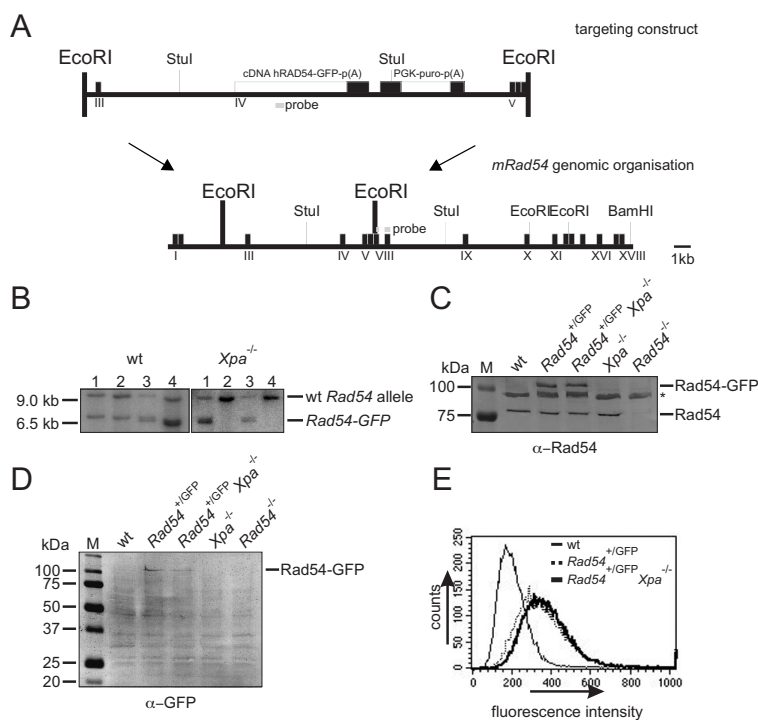 A
targeting construct
EcoRI
EcoRI
StuI
StuI
cDNA hRAD54-GFP-p(A)
PGK-puro-p(A)
III
IV
V
probe
mRad54 genomic organisation
EcoRI
EcoRI
StuI
StuI
EcoRI
EcoRI
BamHI
probe
I
III
IV
V
VIII
IX
X
XI
XVI
XVIII
1kb
B
wt
Xpa-/-
1 2 3 4 1 2 3 4
9.0 kb
wt Rad54 allele
6.5 kb
Rad54-GFP
C
kDa
M
wt
Rad54+/GFP
Rad54+/GFP Xpa-/-
Xpa-/-
Rad54-/-
100
Rad54-GFP
*
75
Rad54
α–Rad54
D
kDa
M
wt
Rad54+/GFP
Rad54+/GFP Xpa-/-
Xpa-/-
Rad54-/-
100
Rad54-GFP
75
50
37
25
20
α–GFP
E
250
200
150
100
50
0
counts
wt
Rad54+/GFP
Rad54+/GFP Xpa-/-
0 200 400 600 800 1000
fluorescence intensity